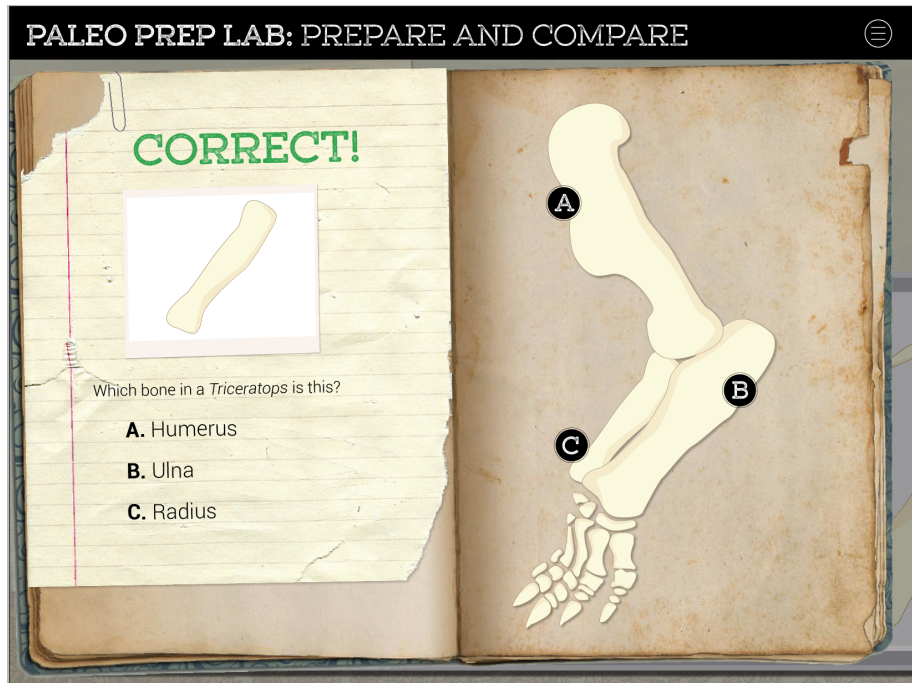 PALEO PREP LAB: PREPARE AND COMPARE
CORRECT!
Which bone in a Triceratops is this?
A. Humerus
B. Ulna
C. Radius
A
B
C